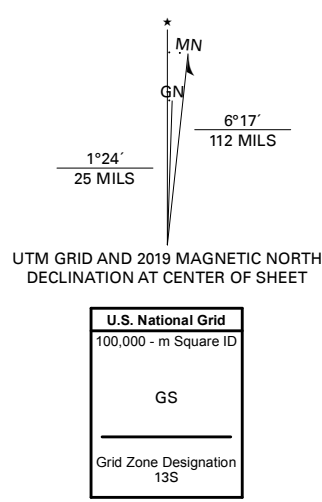 ★
MN
GN
6°17´
112 MILS
1°24´
25 MILS
UTM GRID AND 2019 MAGNETIC NORTH
DECLINATION AT CENTER OF SHEET
U.S. National Grid
100,000 - m Square ID
GS
Grid Zone Designation
13S